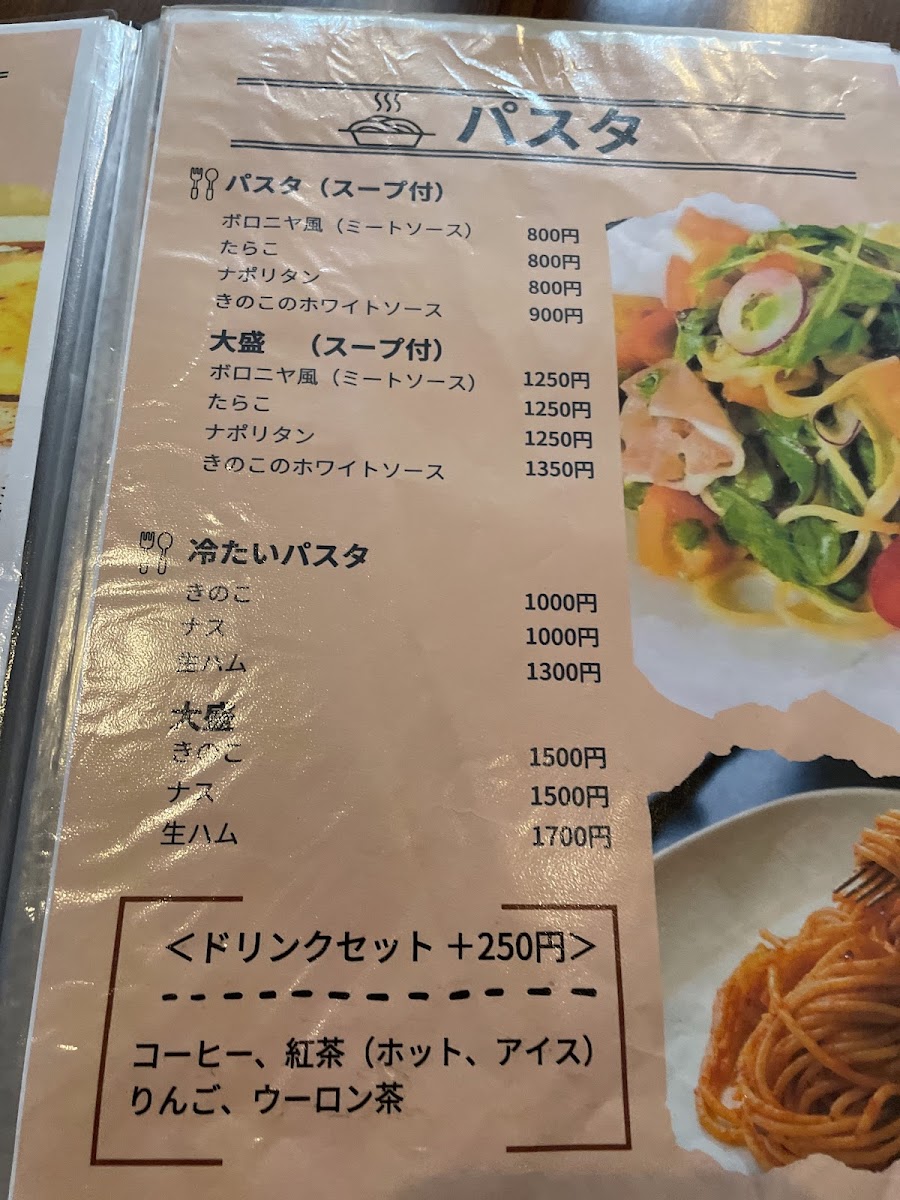 パスタ
パスタ（スープ付）
ボロニヤ風（ミートソース） 800円
たらこ 800円
ナポリタン 800円
きのこのホワイトソース 900円
大盛 （スープ付）
ボロニヤ風（ミートソース） 1250円
たらこ 1250円
ナポリタン 1250円
きのこのホワイトソース 1350円
冷たいパスタ
きのこ 1000円
ナス 1000円
生ハム 1300円
大盛
きのこ 1500円
ナス 1500円
生ハム 1700円
＜ドリンクセット ＋250円＞
コーヒー、紅茶（ホット、アイス）
りんご、ウーロン茶